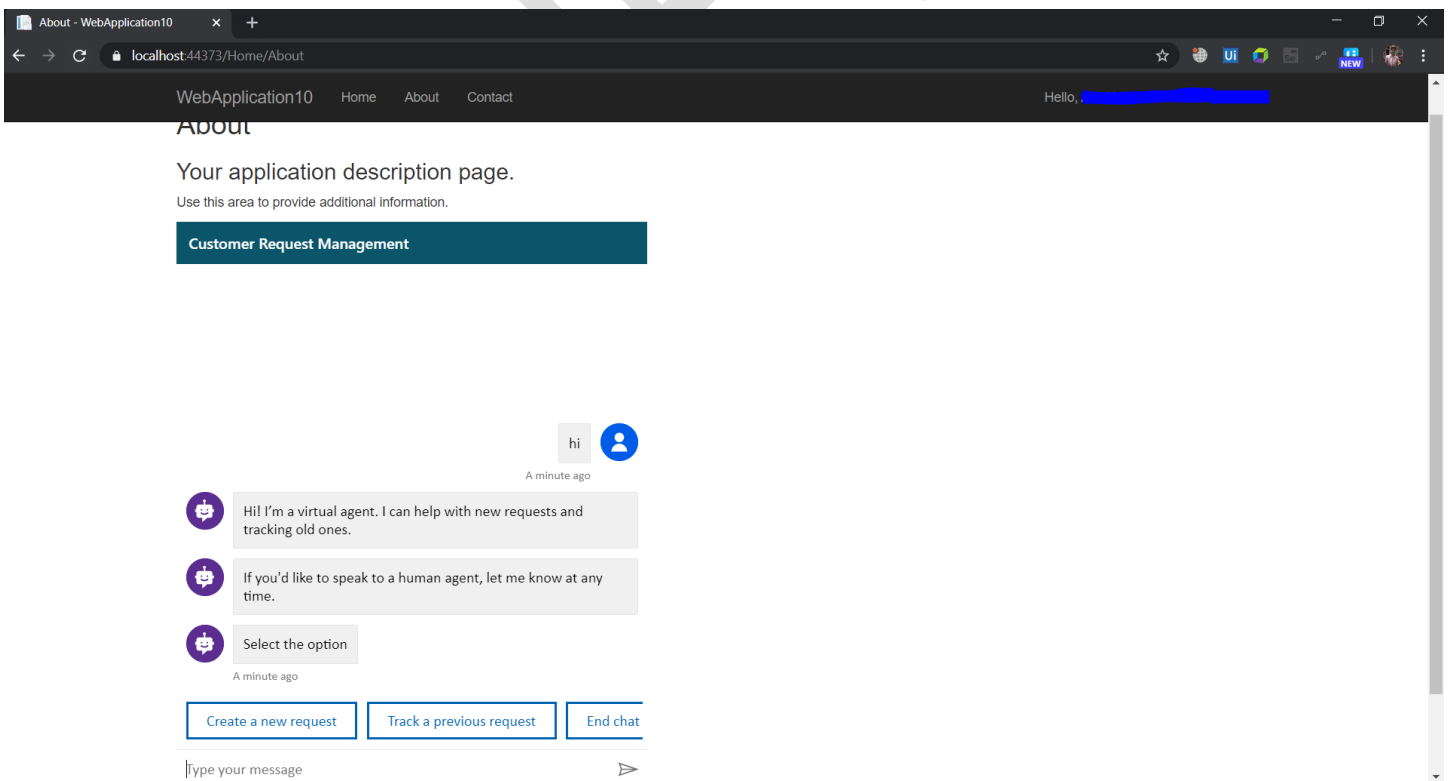 About - WebApplication10
localhost:44373/Home/About
Ui
NEW
WebApplication10 Home About Contact Hello,
About
Your application description page.
Use this area to provide additional information.
Customer Request Management
hi
A minute ago
Hi! I’m a virtual agent. I can help with new requests and
tracking old ones.
If you'd like to speak to a human agent, let me know at any
time.
Select the option
A minute ago
Create a new request Track a previous request End chat
Type your message